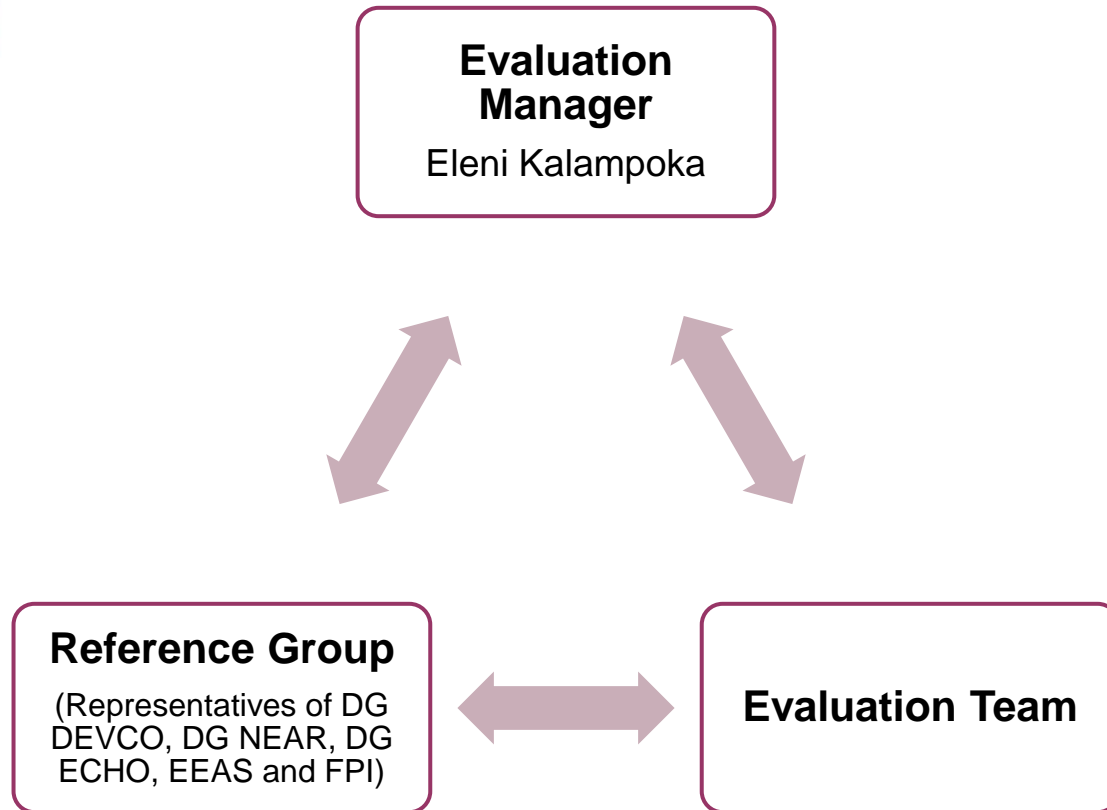 Evaluation
Manager
Eleni Kalampoka
Reference Group
(Representatives of DG
DEVCO, DG NEAR, DG
ECHO, EEAS and FPI)
Evaluation Team